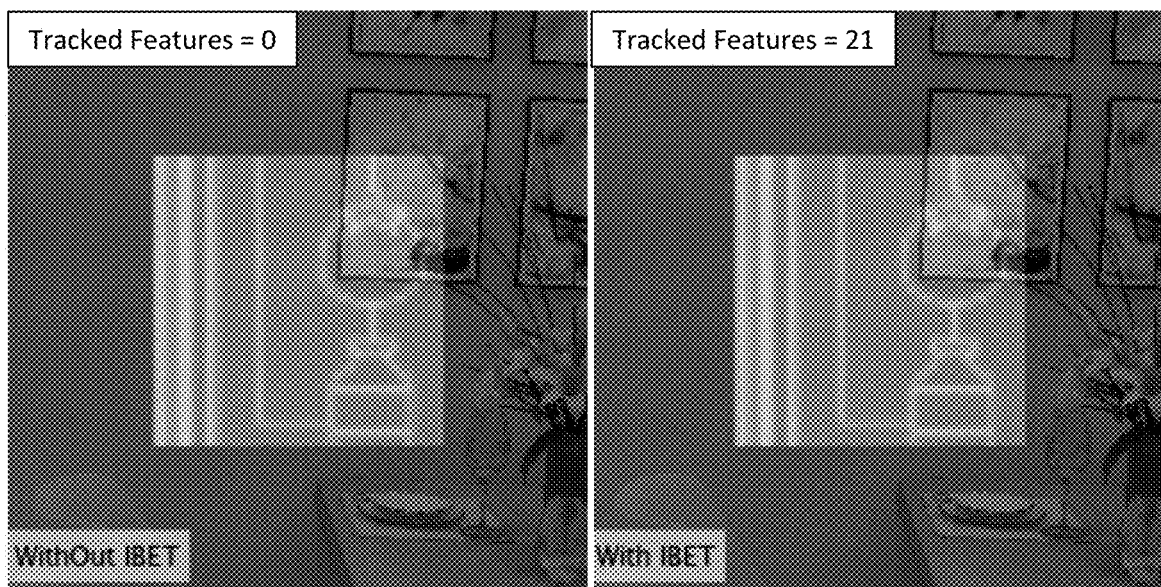 Tracked Features = 0
Tracked Features = 21
WithOut IBET
With IBET